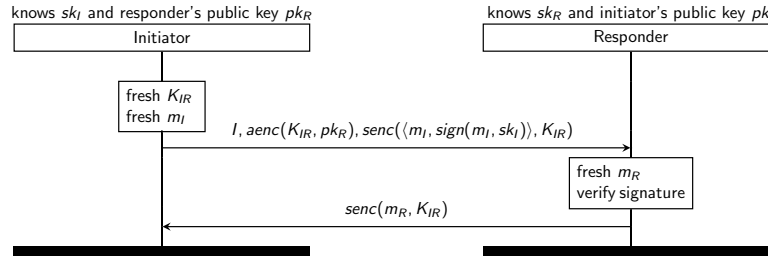 knows sk_I and responder's public key pk_R
knows sk_R and initiator's public key pk
Initiator
Responder
fresh K_IR
fresh m_I
I, aenc(K_IR, pk_R), senc(⟨m_I, sign(m_I, sk_I)⟩, K_IR)
fresh m_R
verify signature
senc(m_R, K_IR)